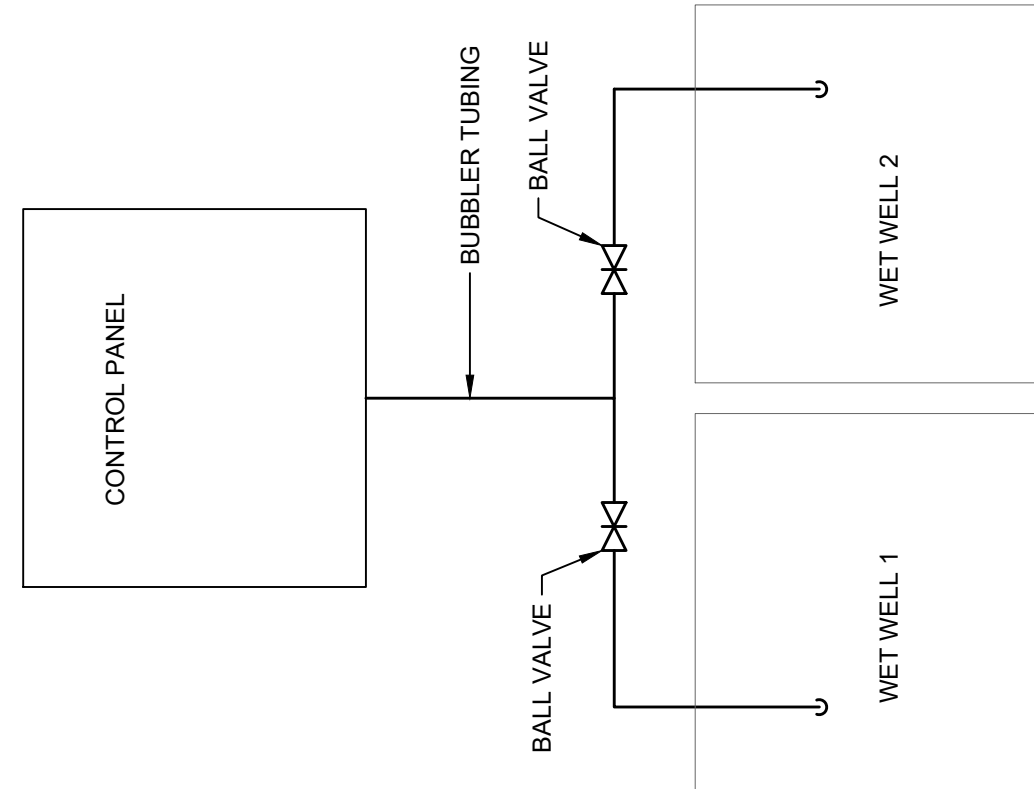 CONTROL PANEL
BUBBLER TUBING
BALL VALVE
BALL VALVE
WET WELL 1
WET WELL 2